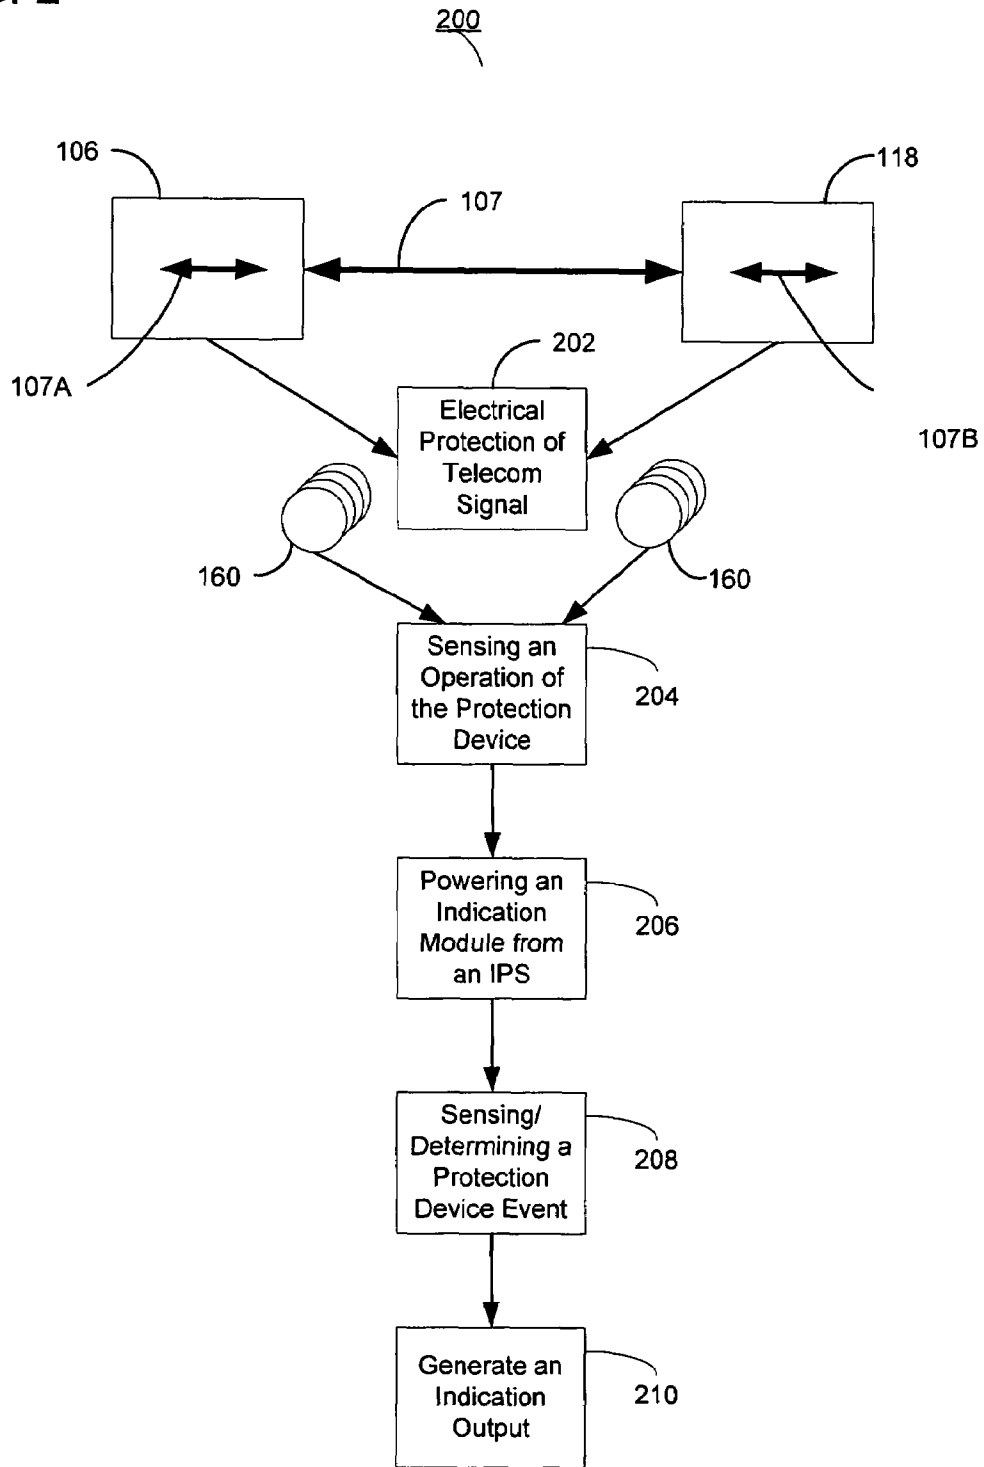 200
106
118
107
202
107A
Electrical
Protection of
Telecom
Signal
107B
160
160
Sensing an
Operation of
the Protection
Device
204
Powering an
Indication
Module from
an IPS
206
Sensing/
Determining a
Protection
Device Event
208
Generate an
Indication
Output
210